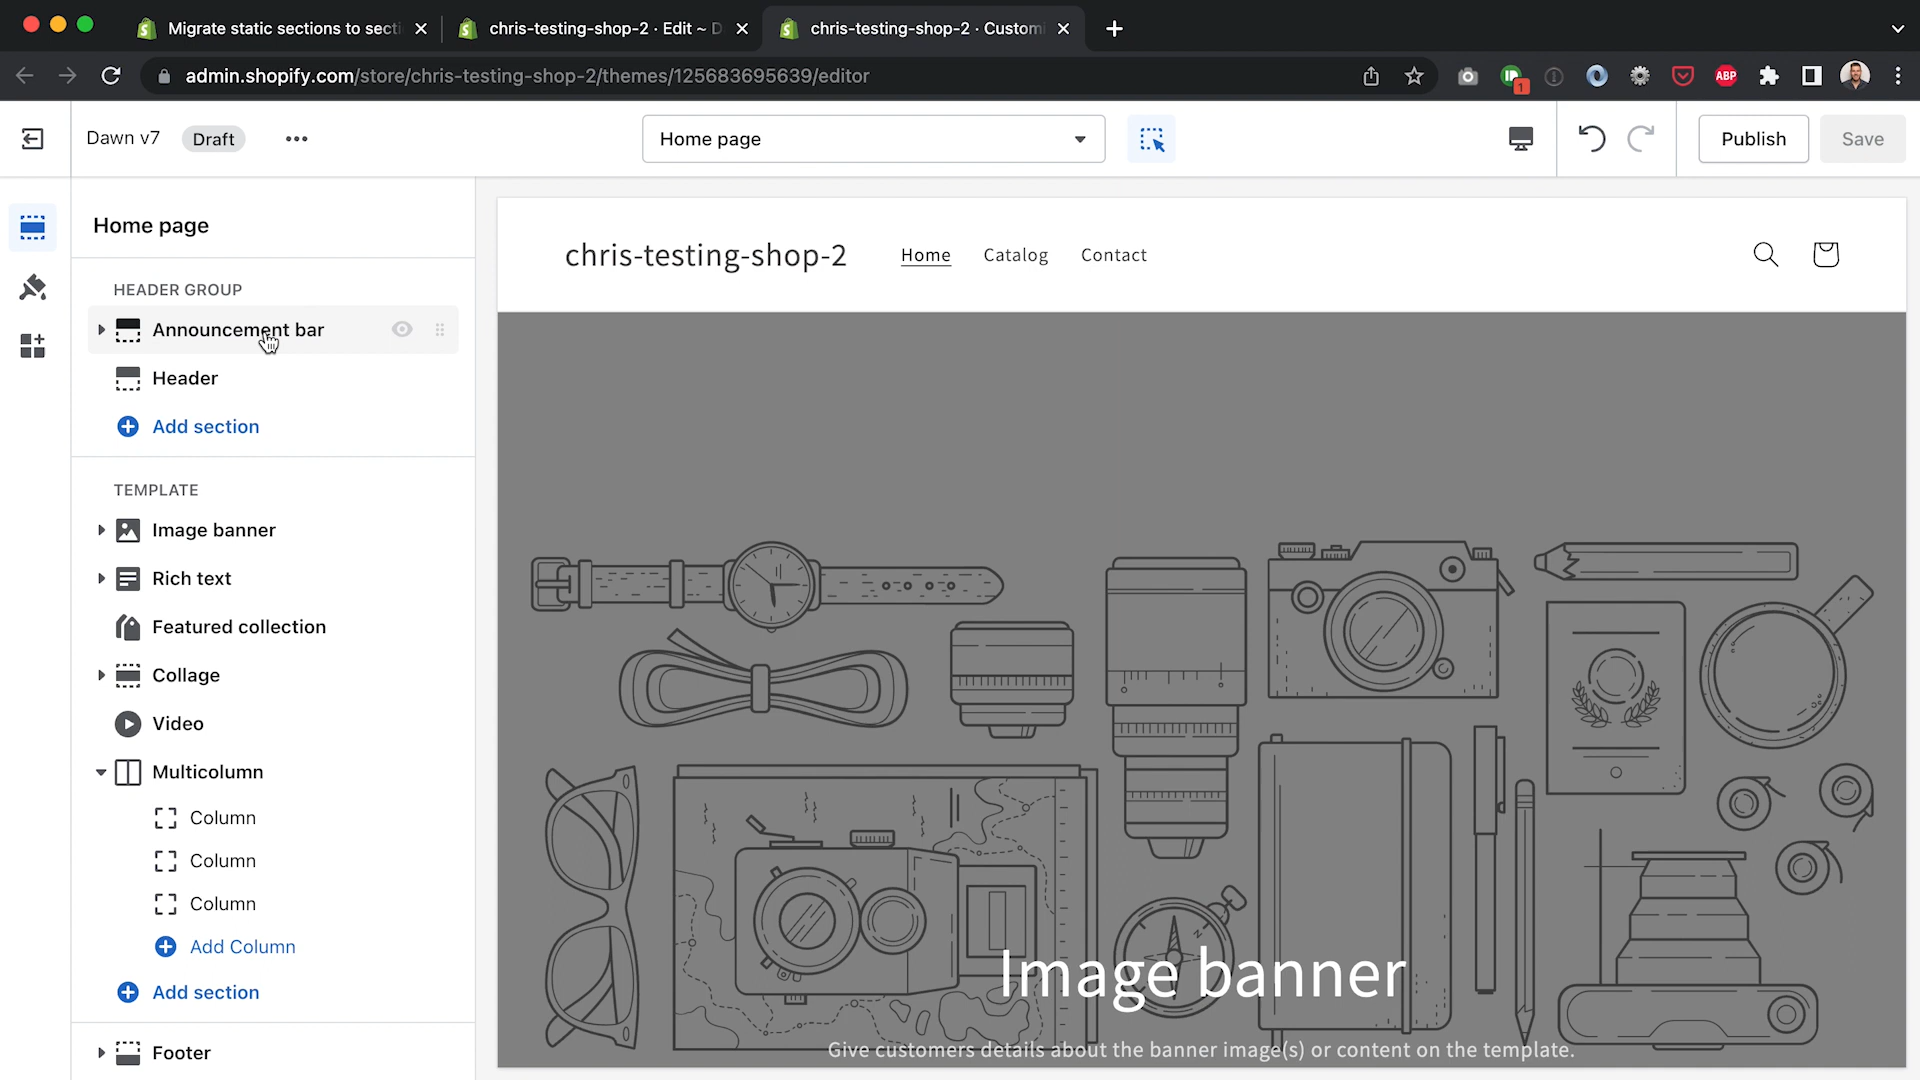 Migrate static sections to secti
chris-testing-shop-2 · Edit ~ D
chris-testing-shop-2 · Customi
admin.shopify.com/store/chris-testing-shop-2/themes/125683695639/editor
1
ABP
Dawn v7
Draft
Home page
Publish
Save
Home page
HEADER GROUP
Announcement bar
Header
Add section
TEMPLATE
Image banner
Rich text
Featured collection
Collage
Video
Multicolumn
Column
Column
Column
Add Column
Add section
Footer
chris-testing-shop-2
Home
Catalog
Contact
Image banner
Give customers details about the banner image(s) or content on the template.